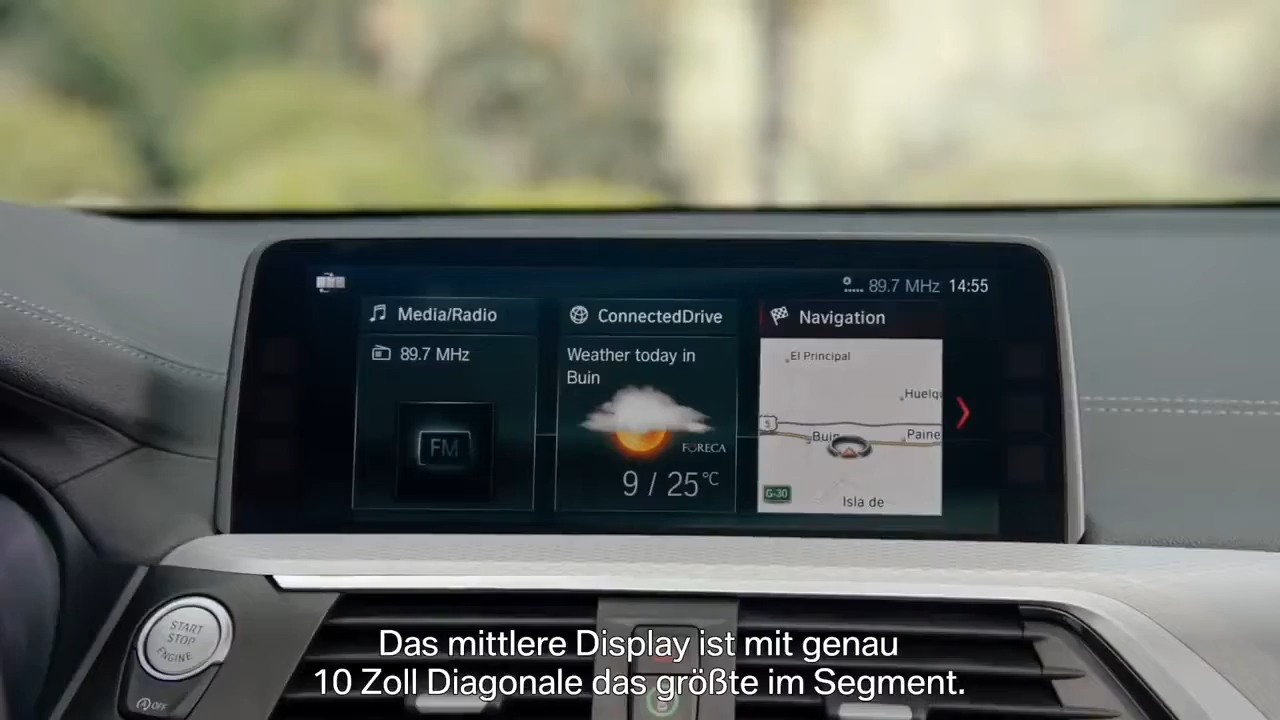 89.7 MHz 14:55
Media/Radio
89.7 MHz
FM
ConnectedDrive
Weather today in
Buin
FORECA
9 / 25°C
Navigation
El Principal
Huelq
5
Buin
Paine
G-30
Isla de
START
STOP
ENGINE
OFF
Das mittlere Display ist mit genau
10 Zoll Diagonale das größte im Segment.